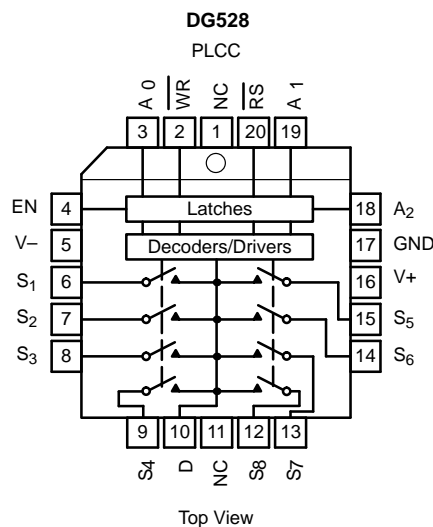 DG528
PLCC
A 0 WR NC RS A 1
3 2 1 20 19
EN 4 Latches 18 A2
V– 5 Decoders/Drivers 17 GND
S1 6 16 V+
S2 7 15 S5
S3 8 14 S6
9 10 11 12 13
S4 D NC S8 S7
Top View